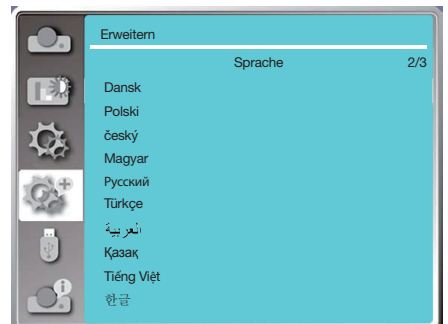 Erweitern
Sprache 2/3
Dansk
Polski
český
Magyar
Русский
Türkçe
العربية
Қазақ
Tiếng Việt
한글